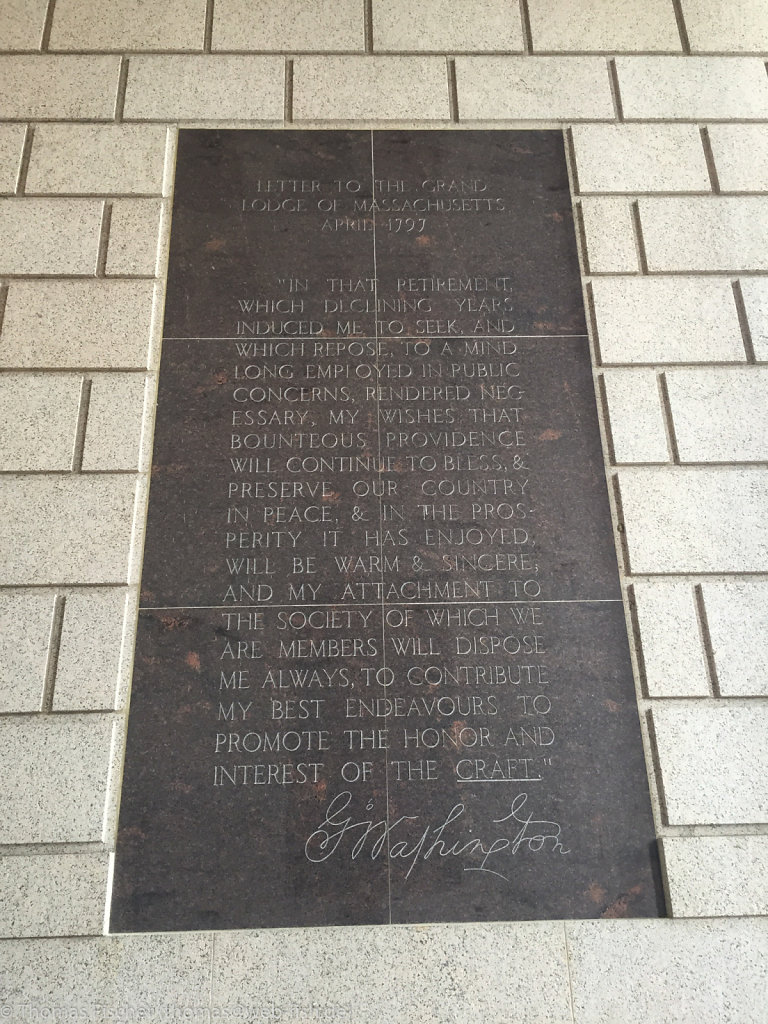 LETTER TO THE GRAND
LODGE OF MASSACHUSETTS
APRIL 1797
"IN THAT RETIREMENT,
WHICH DECLINING YEARS
INDUCED ME TO SEEK, AND
WHICH REPOSE, TO A MIND
LONG EMPLOYED IN PUBLIC
CONCERNS, RENDERED NEC-
ESSARY, MY WISHES THAT
BOUNTEOUS PROVIDENCE
WILL CONTINUE TO BLESS, &
PRESERVE OUR COUNTRY
IN PEACE, & IN THE PROS-
PERITY IT HAS ENJOYED,
WILL BE WARM & SINCERE;
AND MY ATTACHMENT TO
THE SOCIETY OF WHICH WE
ARE MEMBERS WILL DISPOSE
ME ALWAYS, TO CONTRIBUTE
MY BEST ENDEAVOURS TO
PROMOTE THE HONOR AND
INTEREST OF THE CRAFT."
Go Washington
© Thomas Fischer